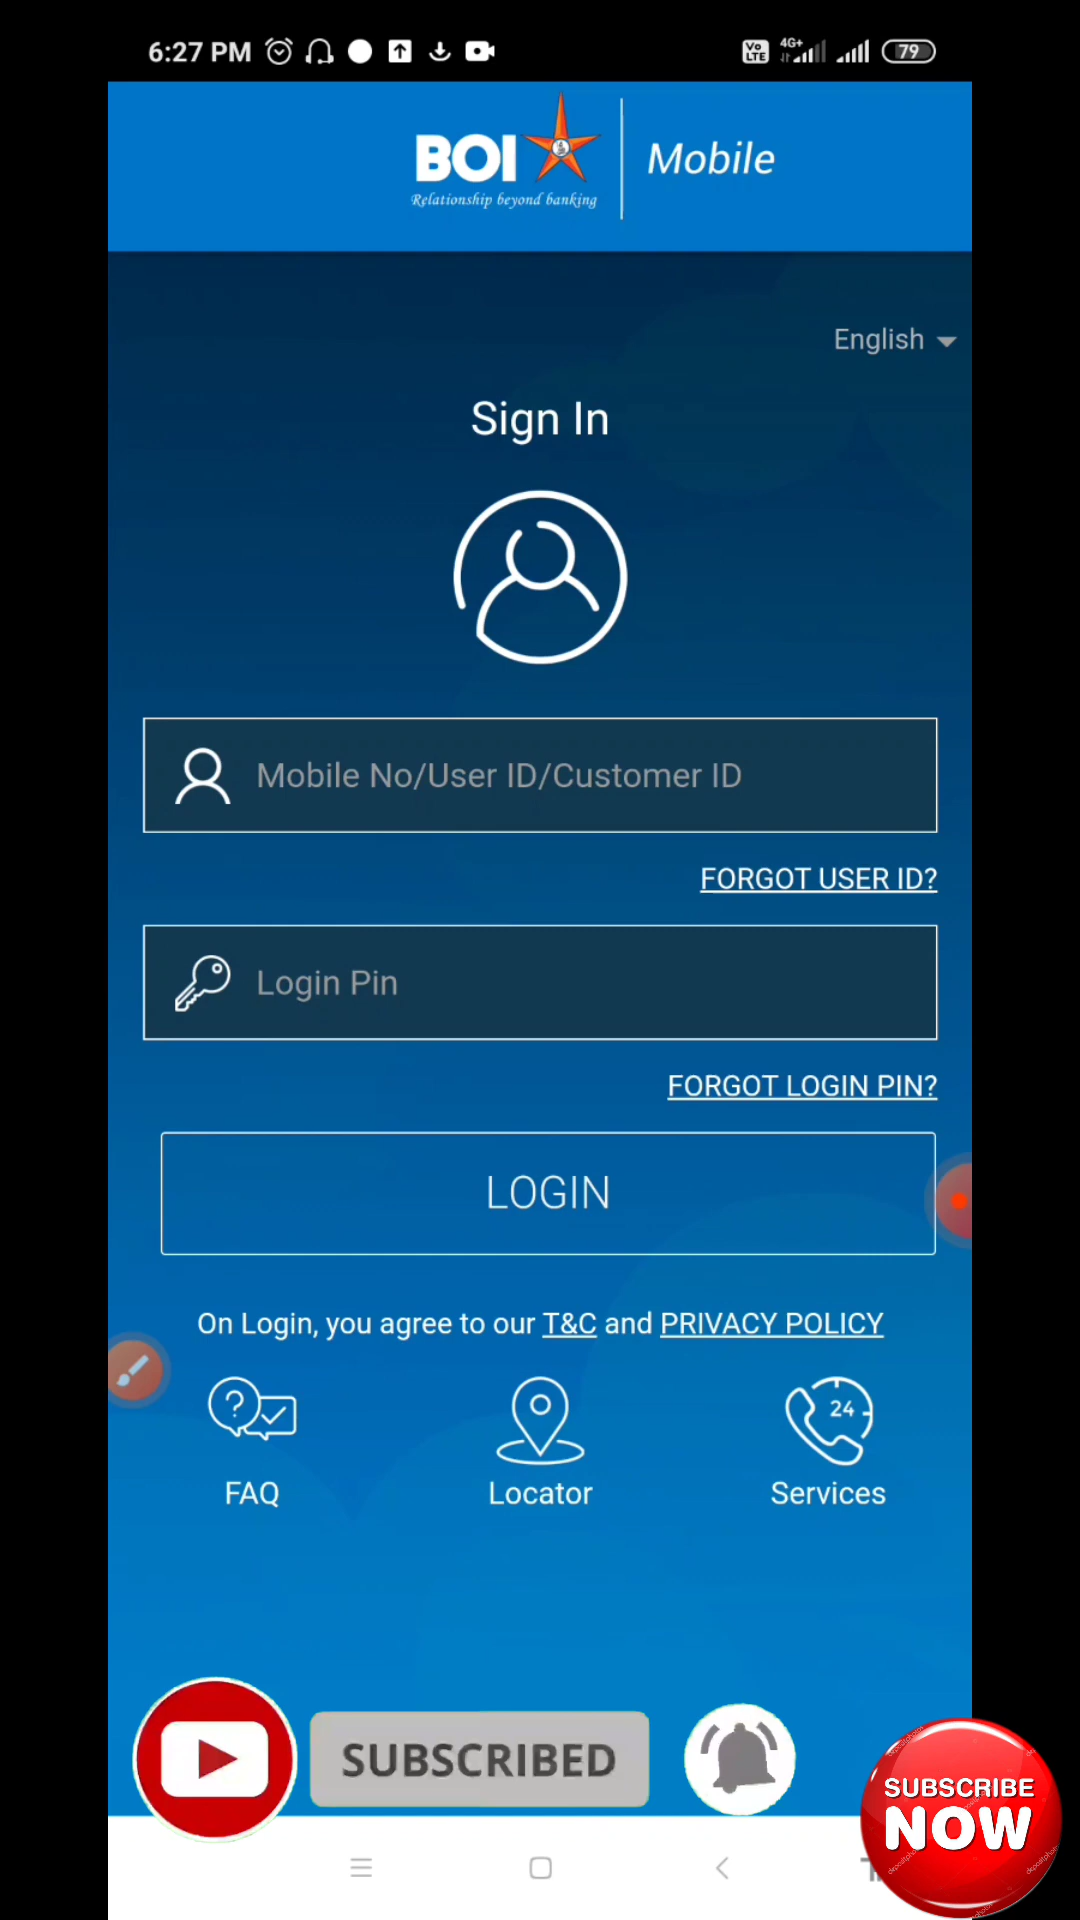 6:27 PM
Vo LTE 4G+ 79
BOI Mobile
Relationship beyond banking
English
Sign In
Mobile No/User ID/Customer ID
FORGOT USER ID?
Login Pin
FORGOT LOGIN PIN?
LOGIN
On Login, you agree to our T&C and PRIVACY POLICY
24
FAQ Locator Services
SUBSCRIBED
SUBSCRIBE
NOW